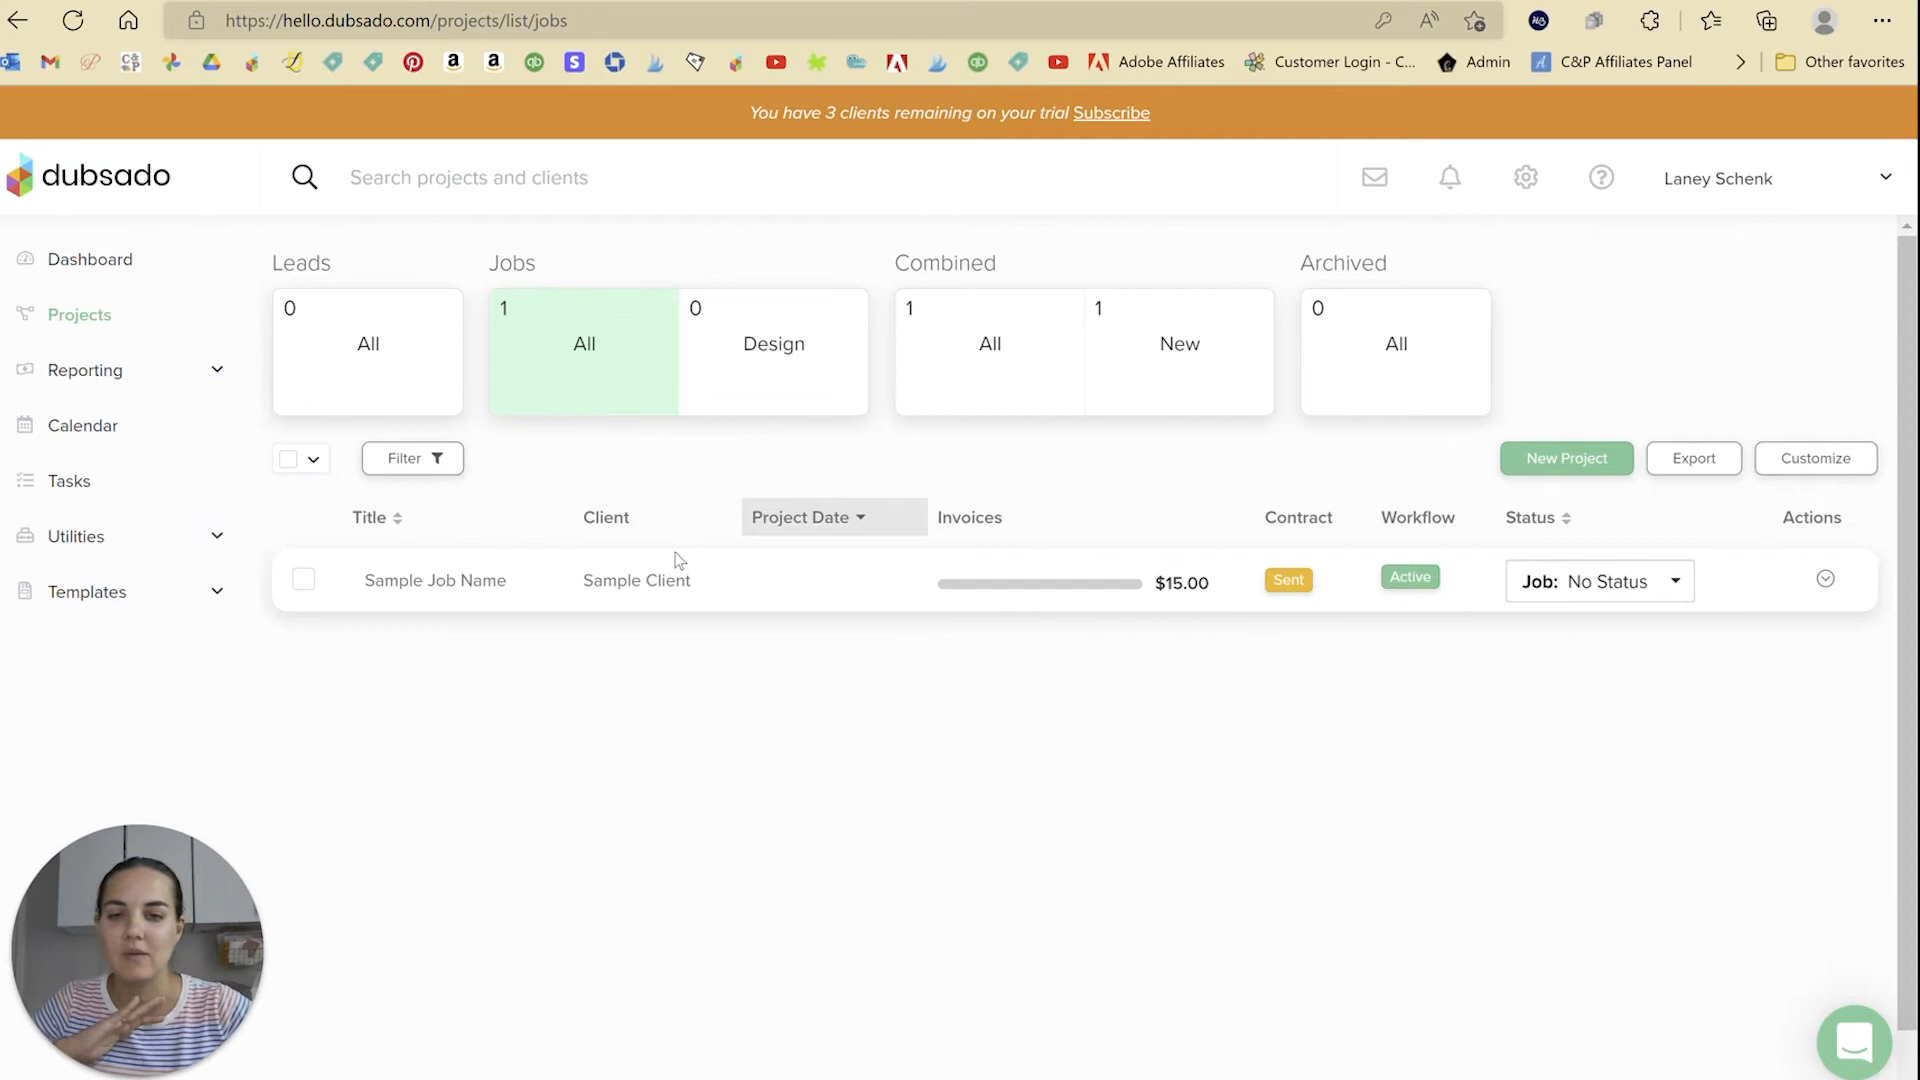 https://hello.dubsado.com/projects/list/jobs
Adobe Affiliates
Customer Login - C...
Admin
C&P Affiliates Panel
Other favorites
You have 3 clients remaining on your trial Subscribe
dubsado
Search projects and clients
Laney Schenk
Dashboard
Projects
Reporting
Calendar
Tasks
Utilities
Templates
Leads
Jobs
Combined
Archived
0
All
1
All
0
Design
1
All
1
New
0
All
Filter
New Project
Export
Customize
Title
Client
Project Date
Invoices
Contract
Workflow
Status
Actions
Sample Job Name
Sample Client
$15.00
Sent
Active
Job: No Status